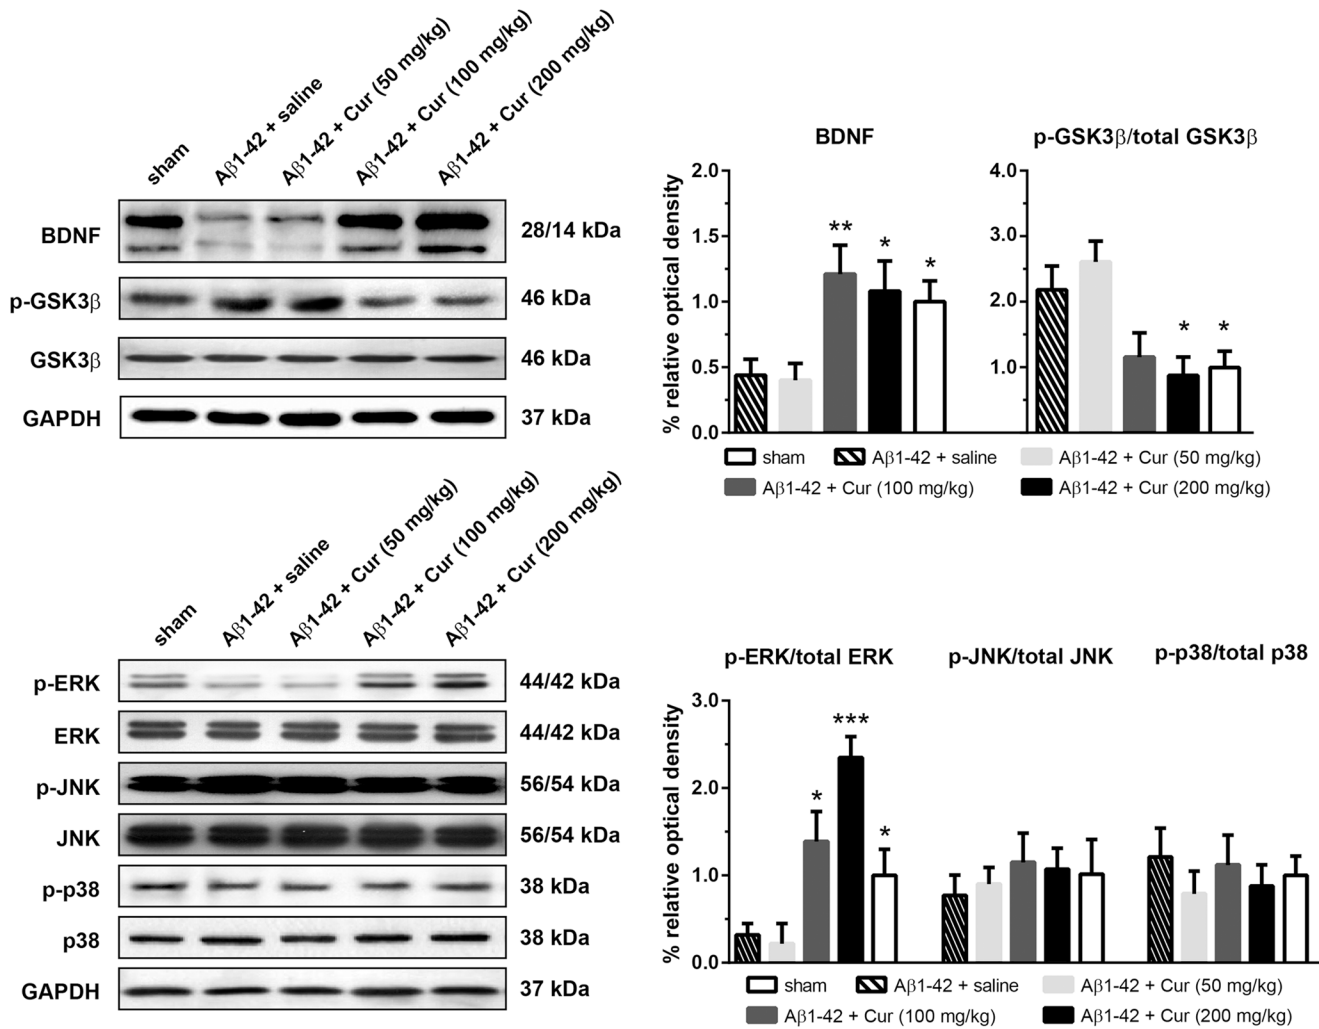 sham
Aβ1-42 + saline
Aβ1-42 + Cur (50 mg/kg)
Aβ1-42 + Cur (100 mg/kg)
Aβ1-42 + Cur (200 mg/kg)
BDNF
28/14 kDa
p-GSK3β
46 kDa
GSK3β
46 kDa
GAPDH
37 kDa
BDNF
p-GSK3β/total GSK3β
% relative optical density
2.0
1.5
1.0
0.5
0.0
**
*
*
4.0
3.0
2.0
1.0
*
*
sham
Aβ1-42 + saline
Aβ1-42 + Cur (50 mg/kg)
Aβ1-42 + Cur (100 mg/kg)
Aβ1-42 + Cur (200 mg/kg)
sham
Aβ1-42 + saline
Aβ1-42 + Cur (50 mg/kg)
Aβ1-42 + Cur (100 mg/kg)
Aβ1-42 + Cur (200 mg/kg)
p-ERK
44/42 kDa
ERK
44/42 kDa
p-JNK
56/54 kDa
JNK
56/54 kDa
p-p38
38 kDa
p38
38 kDa
GAPDH
37 kDa
p-ERK/total ERK
p-JNK/total JNK
p-p38/total p38
% relative optical density
3.0
2.0
1.0
0.0
*
***
*
sham
Aβ1-42 + saline
Aβ1-42 + Cur (50 mg/kg)
Aβ1-42 + Cur (100 mg/kg)
Aβ1-42 + Cur (200 mg/kg)